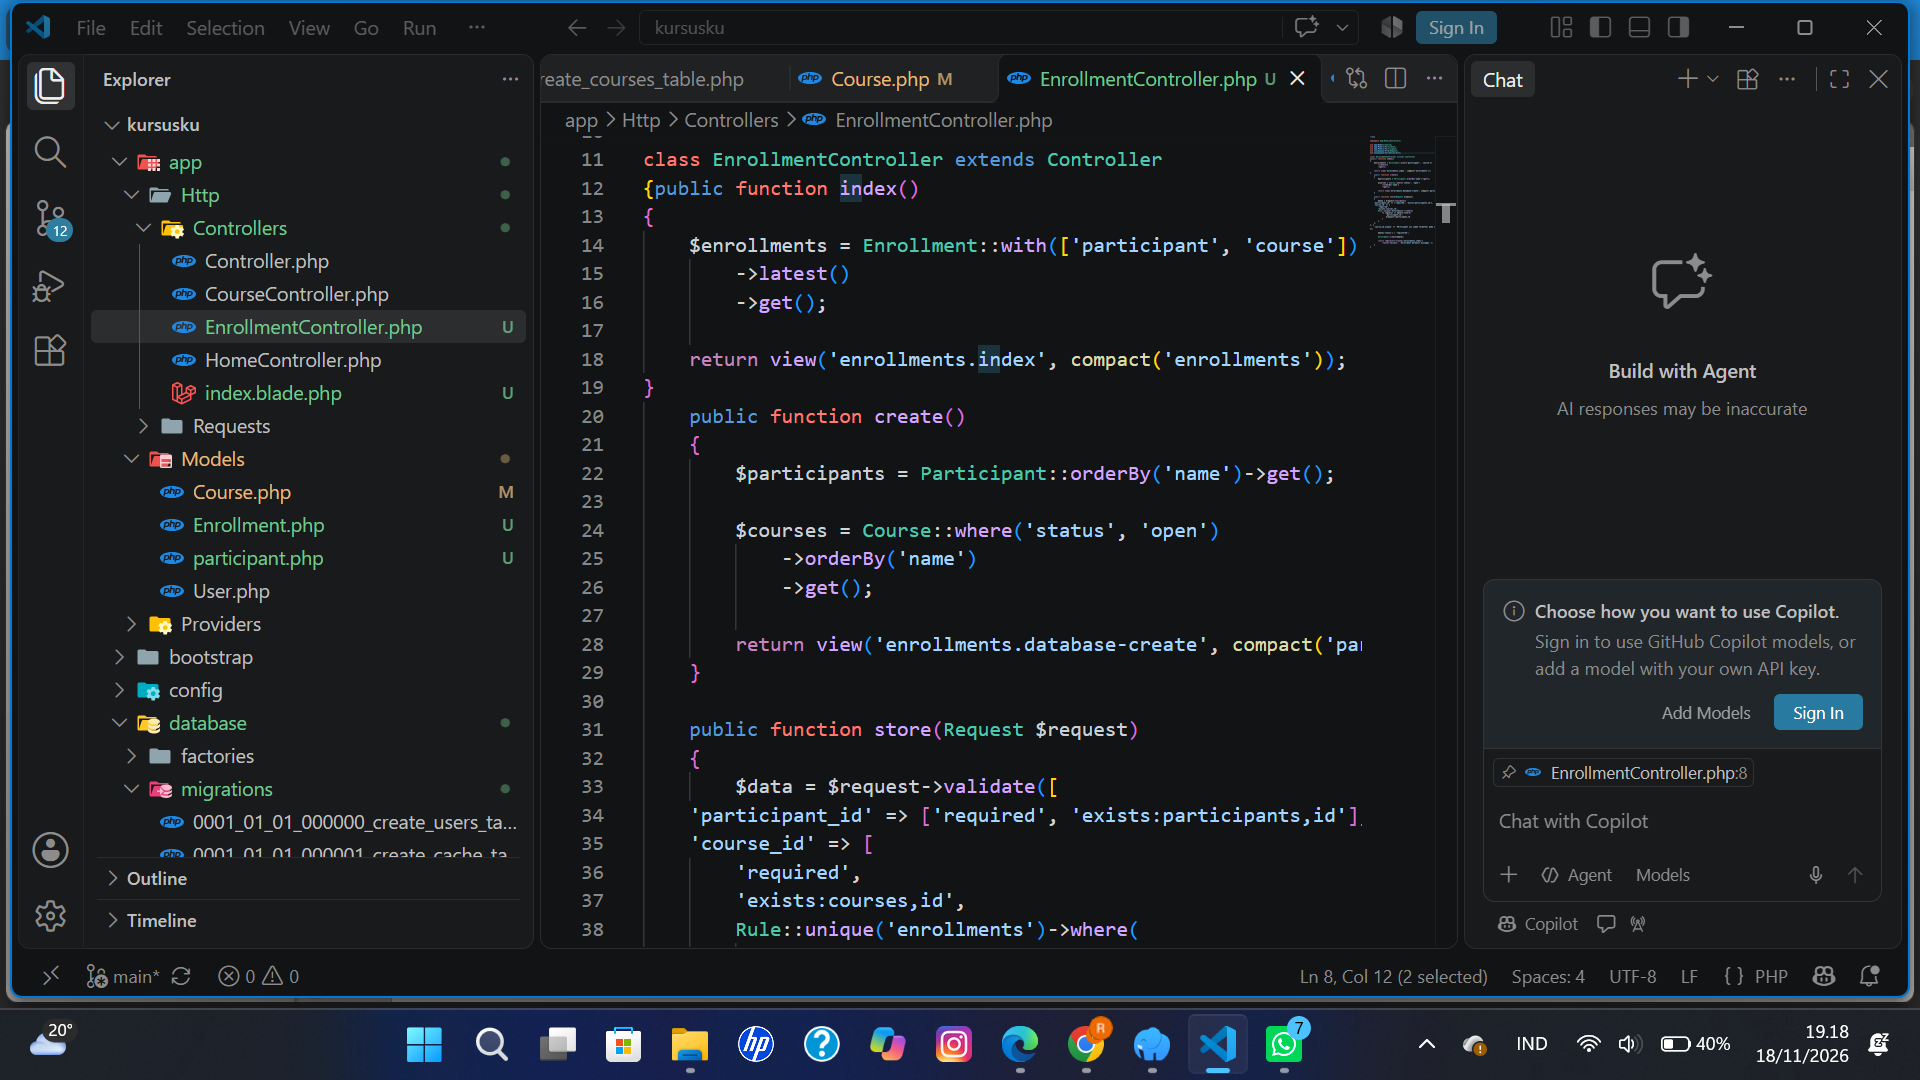 File Edit Selection View Go Run ···
kursusku
Sign In
Explorer
kursusku
app
Http
Controllers
Controller.php
CourseController.php
EnrollmentController.php U
HomeController.php
index.blade.php U
Requests
Models
Course.php M
Enrollment.php U
participant.php U
User.php
Providers
bootstrap
config
database
factories
migrations
0001_01_01_000000_create_users_ta...
0001_01_01_000001_create_cache_ta...
Outline
Timeline
12
reate_courses_table.php
Course.php M
EnrollmentController.php U
app > Http > Controllers > EnrollmentController.php
11 class EnrollmentController extends Controller
12 {public function index()
13 {
14 $enrollments = Enrollment::with(['participant', 'course'])
15 ->latest()
16 ->get();
17
18 return view('enrollments.index', compact('enrollments'));
19 }
20 public function create()
21 {
22 $participants = Participant::orderBy('name')->get();
23
24 $courses = Course::where('status', 'open')
25 ->orderBy('name')
26 ->get();
27
28 return view('enrollments.database-create', compact('par
29 }
30
31 public function store(Request $request)
32 {
33 $data = $request->validate([
34 'participant_id' => ['required', 'exists:participants,id'],
35 'course_id' => [
36 'required',
37 'exists:courses,id',
38 Rule::unique('enrollments')->where(
Chat
Build with Agent
AI responses may be inaccurate
Choose how you want to use Copilot.
Sign in to use GitHub Copilot models, or
add a model with your own API key.
Add Models Sign In
EnrollmentController.php:8
Chat with Copilot
Agent Models
Copilot
main* 0 0
Ln 8, Col 12 (2 selected) Spaces: 4 UTF-8 LF { } PHP
20°
hp
R
7
IND
40%
19.18
18/11/2026